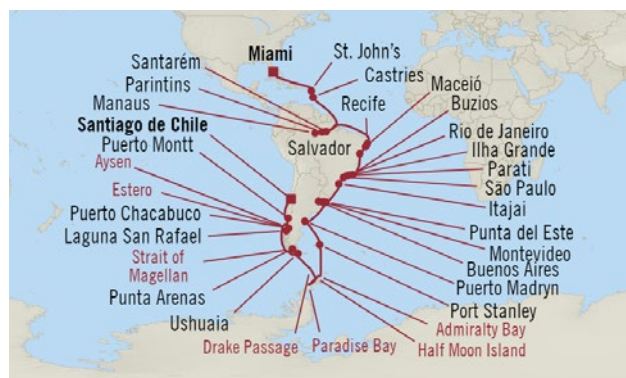 Santarém
Parintins
Manaus
Santiago de Chile
Puerto Montt
Aysen
Estero
Puerto Chacabuco
Laguna San Rafael
Strait of
Magellan
Punta Arenas
Ushuaia
Drake Passage
Paradise Bay
Miami
St. John's
Castries
Recife
Salvador
Maceió
Buzios
Rio de Janeiro
Ilha Grande
Parati
São Paulo
Itajai
Punta del Este
Montevideo
Buenos Aires
Puerto Madryn
Port Stanley
Admiralty Bay
Half Moon Island